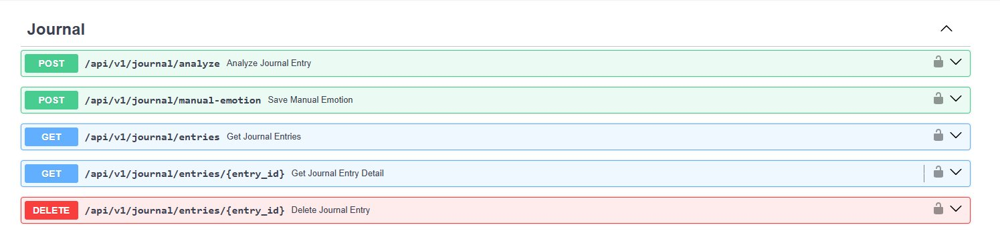 Journal
POST /api/v1/journal/analyze Analyze Journal Entry
POST /api/v1/journal/manual-emotion Save Manual Emotion
GET /api/v1/journal/entries Get Journal Entries
GET /api/v1/journal/entries/{entry_id} Get Journal Entry Detail
DELETE /api/v1/journal/entries/{entry_id} Delete Journal Entry